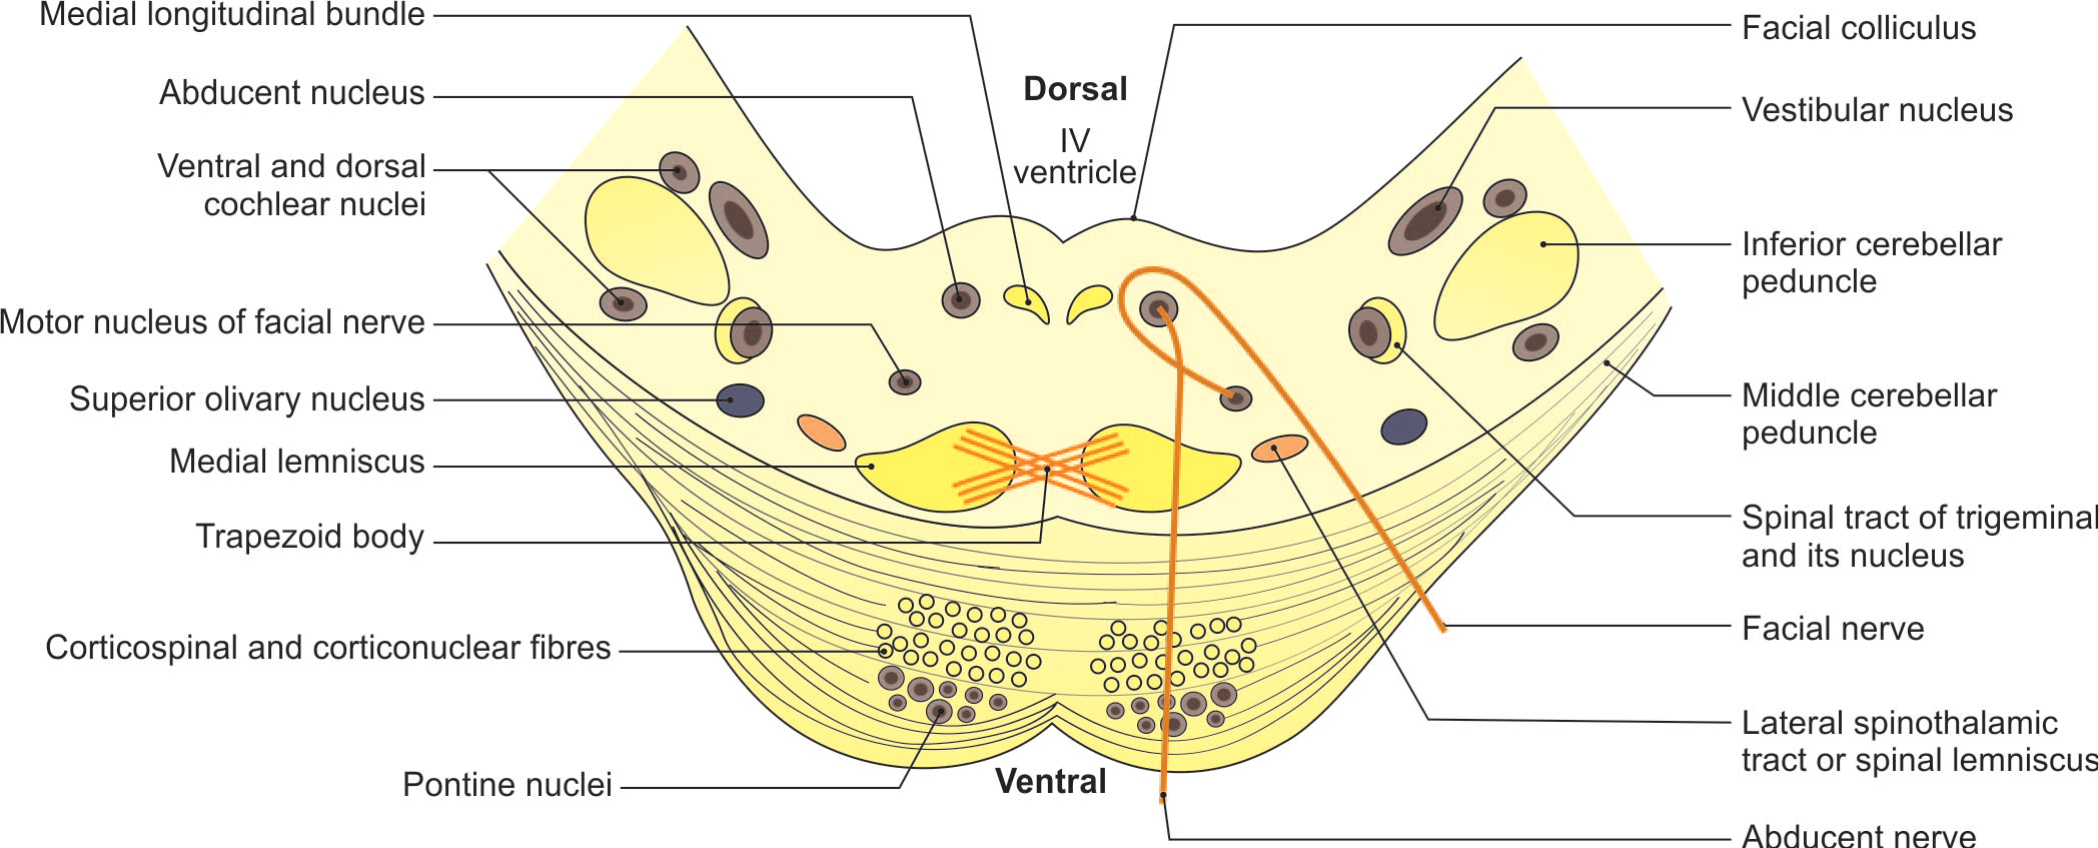 Medial longitudinal bundle
Abducent nucleus
Ventral and dorsal
cochlear nuclei
Motor nucleus of facial nerve
Superior olivary nucleus
Medial lemniscus
Trapezoid body
Corticospinal and corticonuclear fibres
Pontine nuclei
Dorsal
IV
ventricle
Ventral
Facial colliculus
Vestibular nucleus
Inferior cerebellar
peduncle
Middle cerebellar
peduncle
Spinal tract of trigeminal
and its nucleus
Facial nerve
Lateral spinothalamic
tract or spinal lemniscus
Abducent nerve